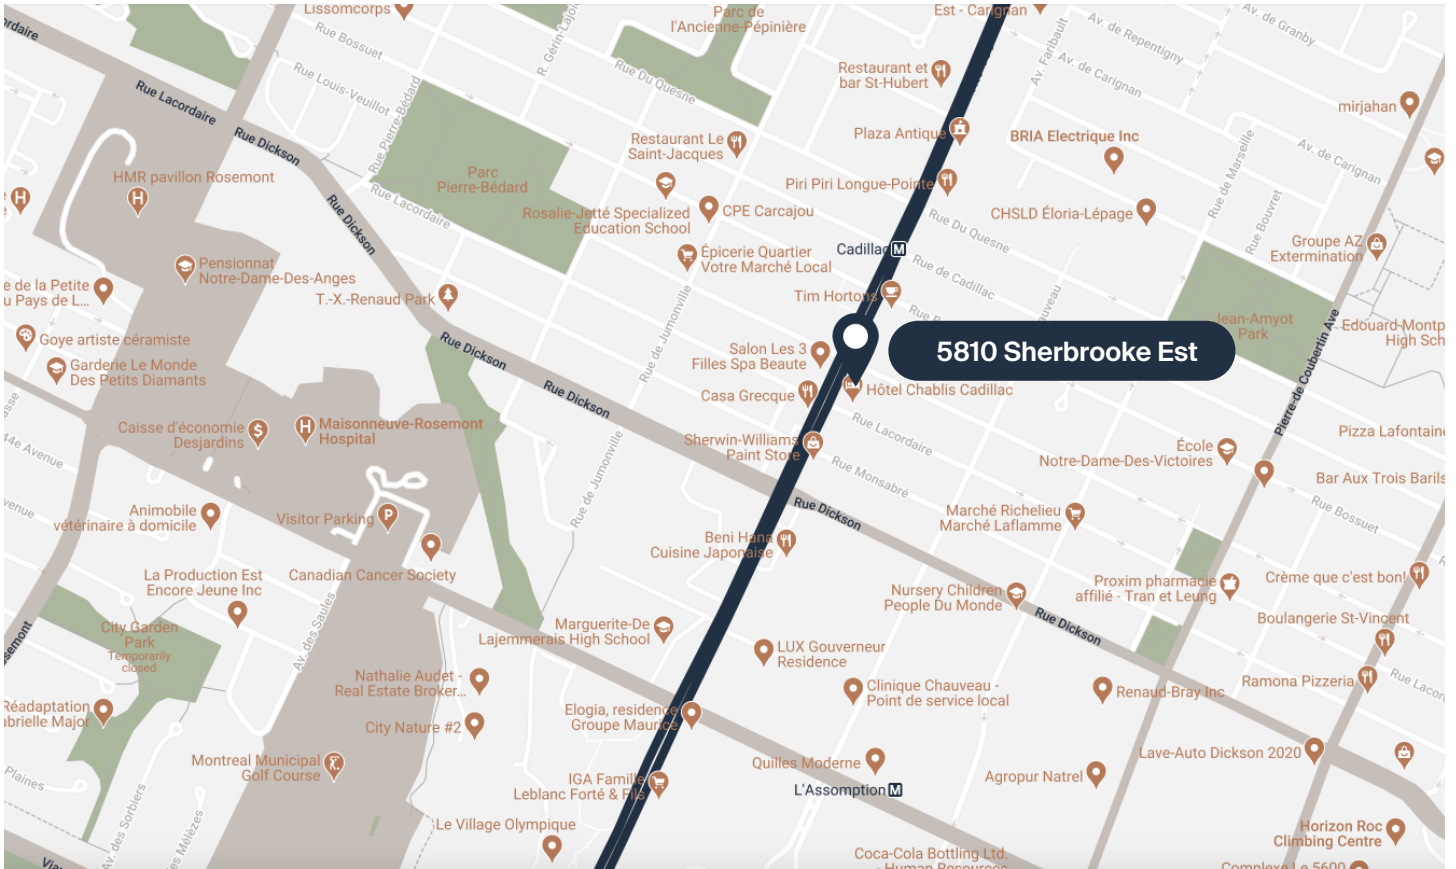 Lissomcorps
Rue Bossuet
R. Gérin-Lajoie
Parc de
l'Ancienne-Pépinière
Est - Carignan
Av. Faribault
Av. de Repentigny
Av. de Granby
Av. de Carignan
Rue Lacordaire
Rue Louis-Veuillot
Rue Pierre-Bédard
Rue Du Quesne
Restaurant et
bar St-Hubert
mirjahan
Rue Dickson
Restaurant Le
Saint-Jacques
Plaza Antique
BRIA Electrique Inc
Rue de Marseille
Av. de Carignan
HMR pavillon Rosemont
Parc
Pierre-Bédard
Piri Piri Longue-Pointe
Rue Lacordaire
Rue Dickson
Rosalie-Jetté Specialized
Education School
CPE Carcajou
CHSLD Éloria-Lépage
Rue Du Quesne
Rue Bouvret
Groupe AZ
Extermination
Cadillac
M
Épicerie Quartier
Votre Marché Local
Rue de Cadillac
Pensionnat
Notre-Dame-Des-Anges
e de la Petite
u Pays de L...
T.-X.-Renaud Park
Tim Hortons
Rue de Jumonville
Jean-Amyot
Park
Edouard Montp
High Sch
Goye artiste céramiste
Garderie Le Monde
Des Petits Diamants
Rue Dickson
Salon Les 3
Filles Spa Beaute
5810 Sherbrooke Est
Pierre-de Coubertin Ave
Rue Dickson
Casa Grecque
Hôtel Chablis Cadillac
Caisse d'économie
Desjardins
Maisonneuve-Rosemont
Hospital
Sherwin-Williams
Paint Store
Rue Lacordaire
École
Notre-Dame-Des-Victoires
Pizza Lafontaine
44e Avenue
Rue de Jumonville
Rue Monsabré
Bar Aux Trois Barils
Rue Bossuet
Animobile
vétérinaire à domicile
Visitor Parking
Rue Dickson
Marché Richelieu
Marché Laflamme
Beni Hana
Cuisine Japonaise
La Production Est
Encore Jeune Inc
Canadian Cancer Society
Nursery Children
People Du Monde
Proxim pharmacie
affilié - Tran et Leung
Crème que c'est bon!
Boulangerie St-Vincent
Rue Dickson
City Garden
Park
Temporarily
closed
Av. des Saules
Marguerite-De
Lajemmerais High School
LUX Gouverneur
Residence
Nathalie Audet -
Real Estate Broker...
Clinique Chauveau -
Point de service local
Renaud-Bray Inc
Ramona Pizzeria
Rue Lacor
Réadaptation
abrielle Major
City Nature #2
Elogia, residence
Groupe Maurice
Montreal Municipal
Golf Course
Quilles Moderne
Lave-Auto Dickson 2020
Plaines
IGA Famille
Leblanc Forté & Fils
L'Assomption
M
Agropur Natrel
Av. des Sorbiers
es Mélèzes
Le Village Olympique
Horizon Roc
Climbing Centre
Coca-Cola Bottling Ltd.
- Human Resources
Complexe Le 5600